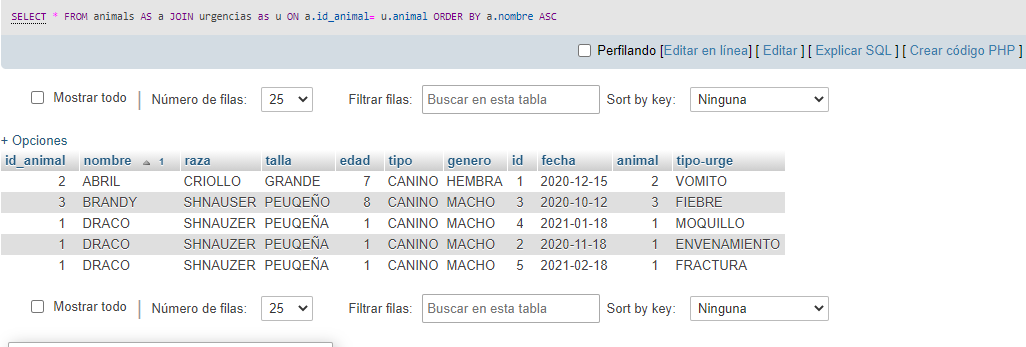 SELECT * FROM animals AS a JOIN urgencias as u ON a.id_animal= u.animal ORDER BY a.nombre ASC
Perfilando [Editar en línea] [ Editar ] [ Explicar SQL ] [ Crear código PHP ]
Mostrar todo | Número de filas: 25 Filtrar filas: Buscar en esta tabla Sort by key: Ninguna
+ Opciones
id_animal nombre 1 raza talla edad tipo genero id fecha animal tipo-urge
2 ABRIL CRIOLLO GRANDE 7 CANINO HEMBRA 1 2020-12-15 2 VOMITO
3 BRANDY SHNAUSER PEUQEÑO 8 CANINO MACHO 3 2020-10-12 3 FIEBRE
1 DRACO SHNAUZER PEUQEÑA 1 CANINO MACHO 4 2021-01-18 1 MOQUILLO
1 DRACO SHNAUZER PEUQEÑA 1 CANINO MACHO 2 2020-11-18 1 ENVENAMIENTO
1 DRACO SHNAUZER PEUQEÑA 1 CANINO MACHO 5 2021-02-18 1 FRACTURA
Mostrar todo | Número de filas: 25 Filtrar filas: Buscar en esta tabla Sort by key: Ninguna